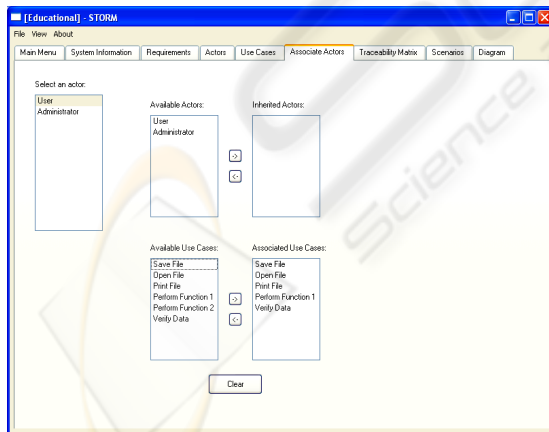 [Educational] - STORM
File View About
Main Menu System Information Requirements Actors Use Cases Associate Actors Traceability Matrix Scenarios Diagram
Select an actor:
User
Administrator
Available Actors:
User
Administrator
Inherited Actors:
->
<-
Available Use Cases:
Save File
Open File
Print File
Perform Function 1
Perform Function 2
Verify Data
->
<-
Associated Use Cases:
Save File
Open File
Print File
Perform Function 1
Verify Data
Clear
Science